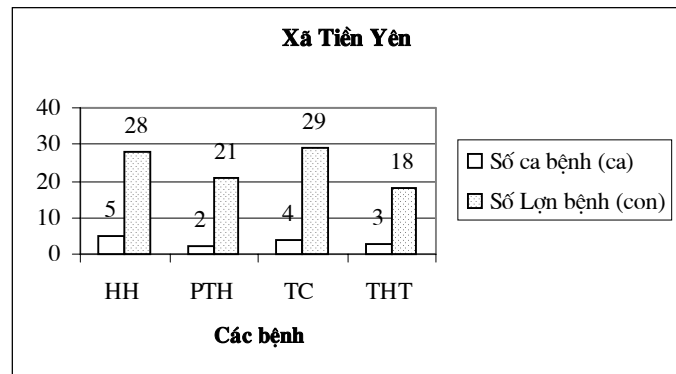 Xã Tiền Yên
40
30
20
10
0
28
21
29
18
5
2
4
3
HH PTH TC THT
Các bệnh
Số ca bệnh (ca)
Số Lợn bệnh (con)